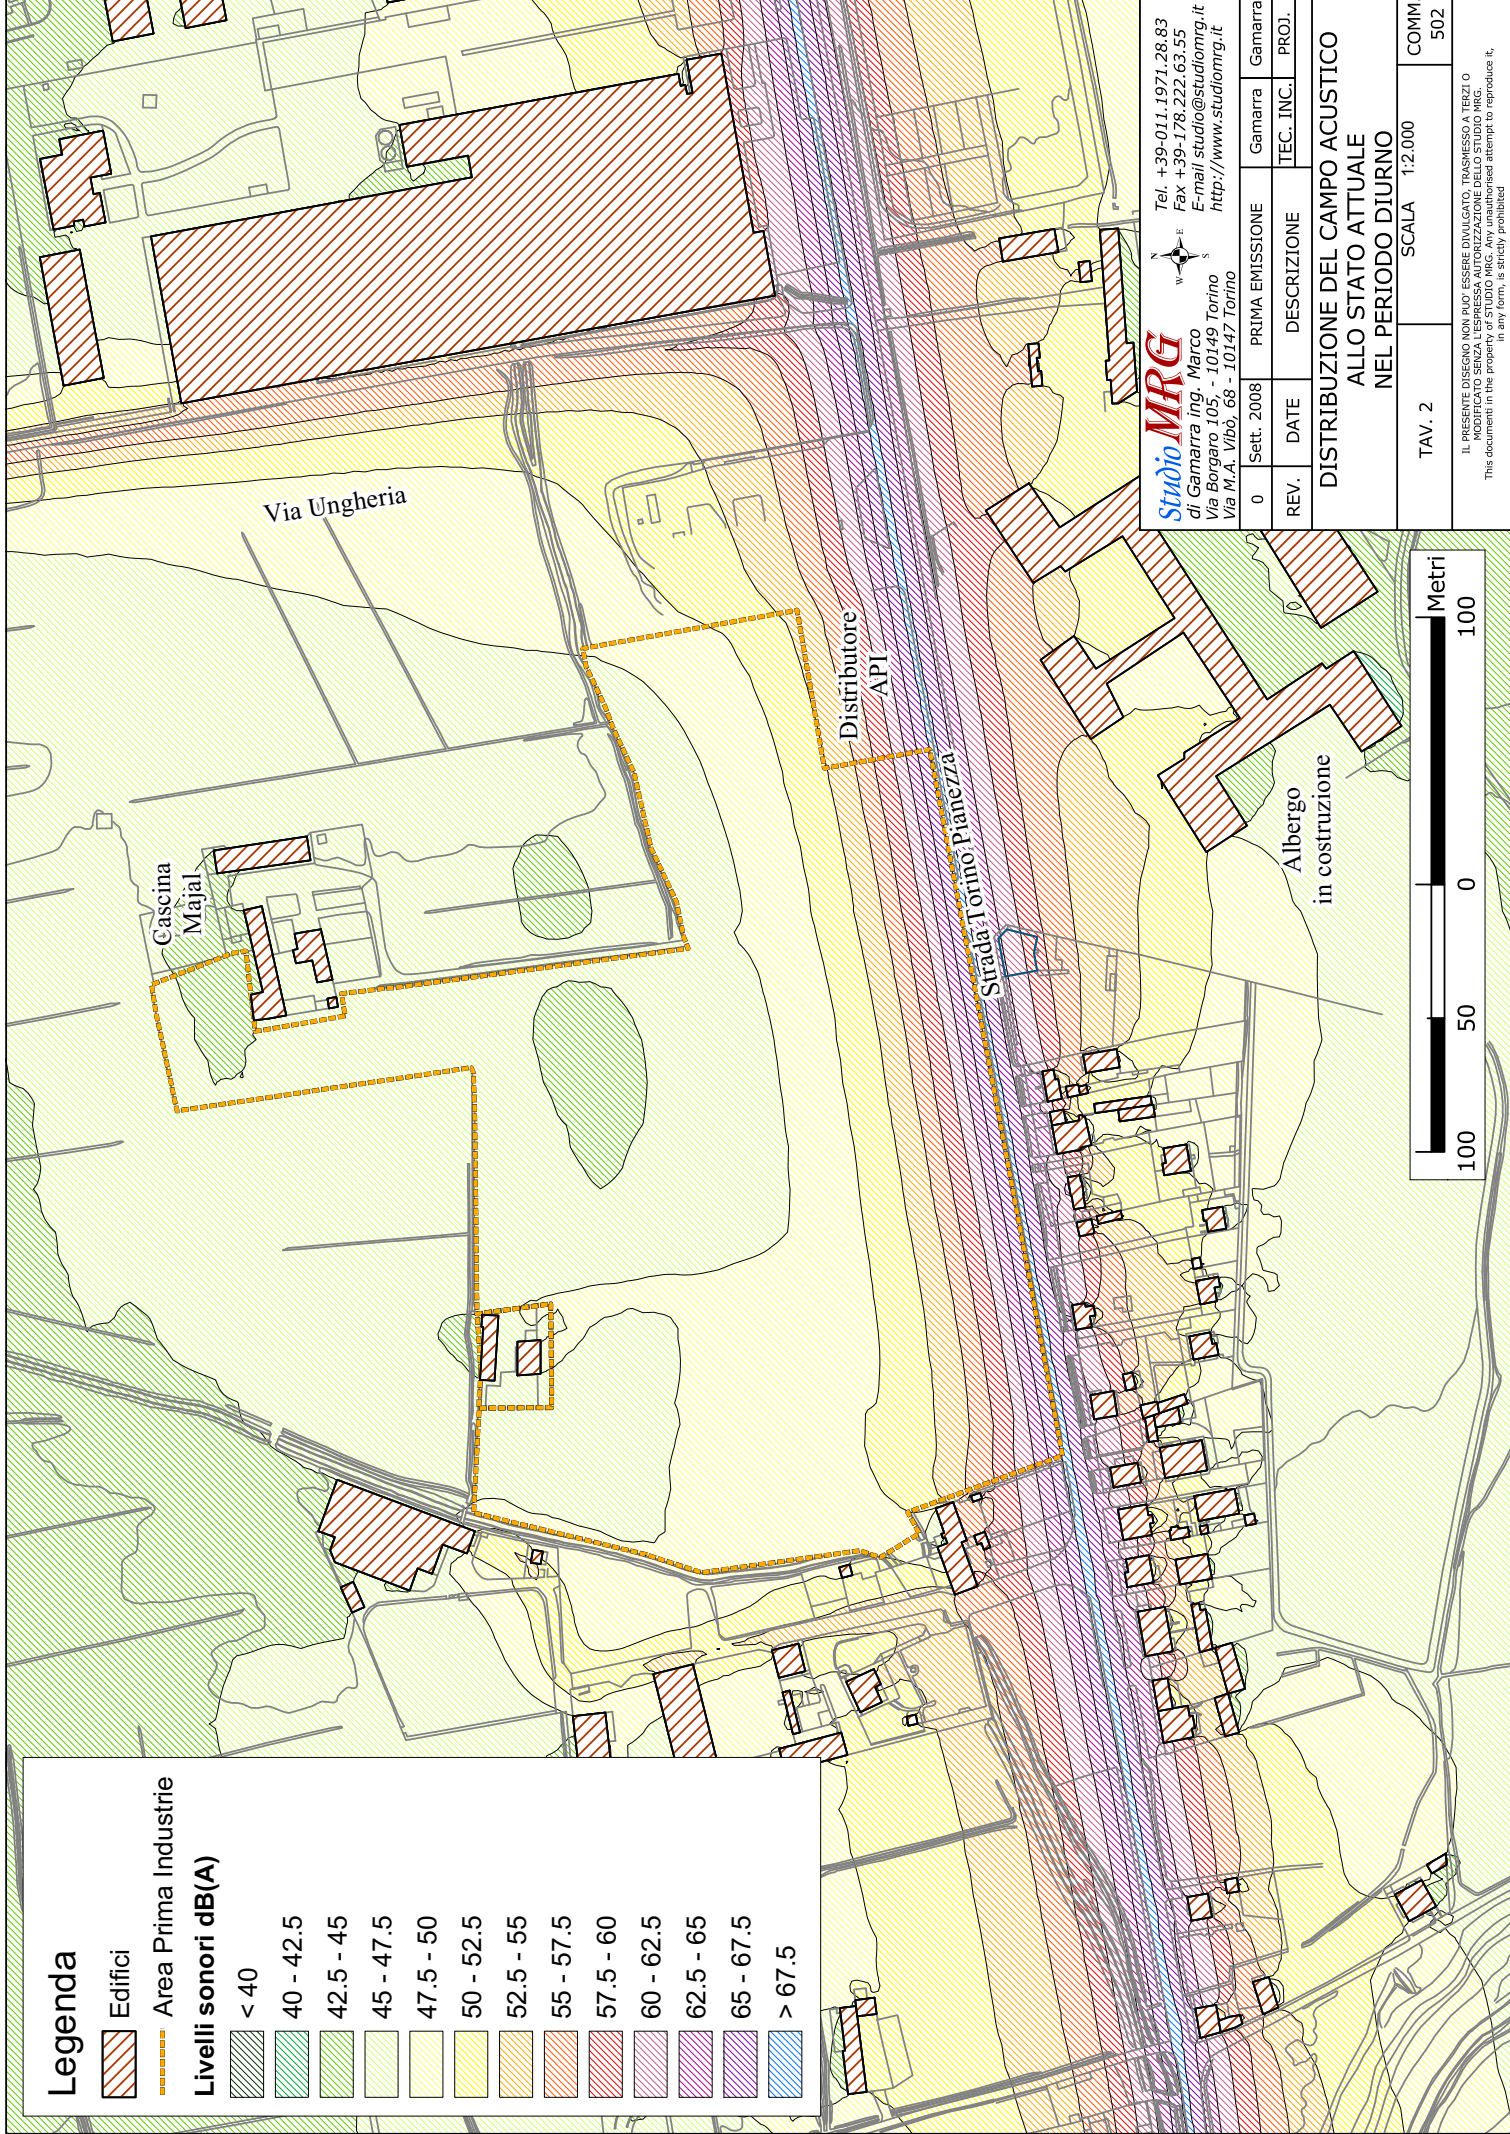 Legenda
Edifici
Area Prima Industrie
Livelli sonori dB(A)
< 40
40 - 42.5
42.5 - 45
45 - 47.5
47.5 - 50
50 - 52.5
52.5 - 55
55 - 57.5
57.5 - 60
60 - 62.5
62.5 - 65
65 - 67.5
> 67.5
Cascina
Majal
Via Ungheria
Distributore
API
Strada Torino Pianezza
Albergo
in costruzione
100
50
0
100
Metri
Studio MRG
di Gamarra ing. Marco
Via Borgaro 105, - 10149 Torino
Via M.A. Vibò, 68 - 10147 Torino
N
W
E
S
Tel. +39-011.1971.28.83
Fax +39-178.222.63.55
E-mail studio@studiomrg.it
http://www.studiomrg.it
0 Sett. 2008 PRIMA EMISSIONE Gamarra Gamarra
REV. DATE DESCRIZIONE TEC. INC. PROJ.
DISTRIBUZIONE DEL CAMPO ACUSTICO
ALLO STATO ATTUALE
NEL PERIODO DIURNO
TAV. 2
SCALA 1:2.000
COMM.
502
IL PRESENTE DISEGNO NON PUO' ESSERE DIVULGATO, TRASMESSO A TERZI O
MODIFICATO SENZA L'ESPRESSA AUTORIZZAZIONE DELLO STUDIO MRG.
This documenti in the property of STUDIO MRG. Any unauthorised attempt to reproduce it,
in any form, is strictly prohibited